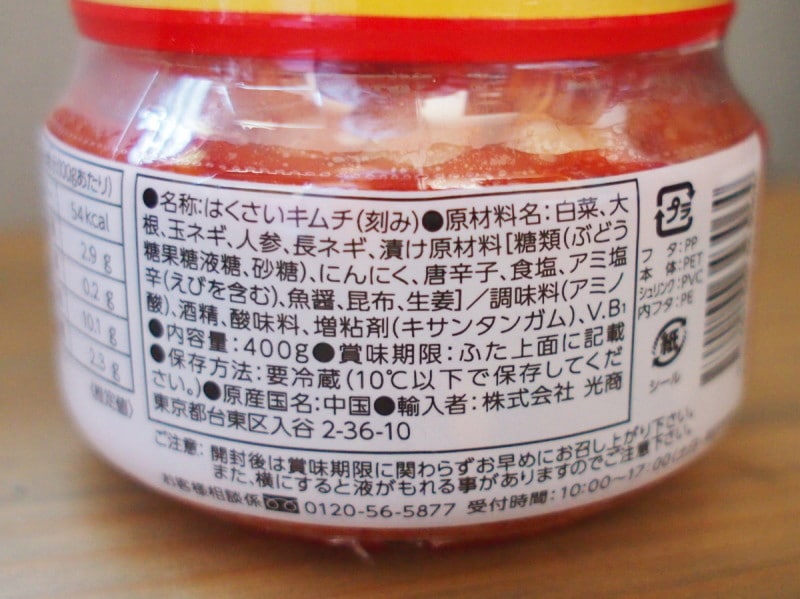 00gあたり)
54kcal
2.9 g
0.2 g
10.1 g
2.3 g
(推定値)
●名称:はくさいキムチ(刻み)●原材料名:白菜、大
根、玉ネギ、人参、長ネギ、漬け原材料[糖類(ぶどう
糖果糖液糖、砂糖)、にんにく、唐辛子、食塩、アミ塩
辛(えびを含む)、魚醤、昆布、生姜]/調味料(アミノ
酸)、酒精、酸味料、増粘剤(キサンタンガム)、V.B1
●内容量:400g●賞味期限:ふた上面に記載
●保存方法:要冷蔵(10℃以下で保存してくだ
さい。)●原産国名:中国●輸入者:株式会社 光商
東京都台東区入谷 2-36-10
ご注意:開封後は賞味期限に関わらずお早めにお召し上がり下さい。
また、横にすると液がもれる事がありますのでご注意下さい。
お客様相談係 0120-56-5877 受付時間:10:00~17:00
プラ
フタ:PP
本体:PET
シュリンク:PVC
内フタ:PE
紙
シール